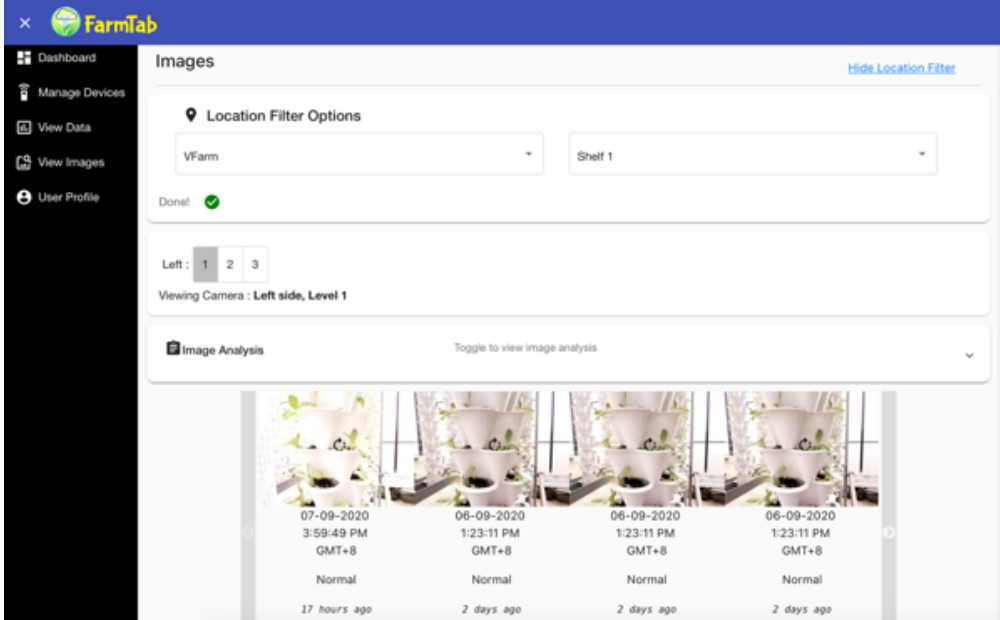 FarmTab
Dashboard
Manage Devices
View Data
View Images
User Profile
Images
Hide Location Filter
Location Filter Options
VFarm
Shelf 1
Done!
Left : 1 2 3
Viewing Camera : Left side, Level 1
Image Analysis
Toggle to view image analysis
07-09-2020
3:59:49 PM
GMT+8
Normal
17 hours ago
06-09-2020
1:23:11 PM
GMT+8
Normal
2 days ago
06-09-2020
1:23:11 PM
GMT+8
Normal
2 days ago
06-09-2020
1:23:11 PM
GMT+8
Normal
2 days ago